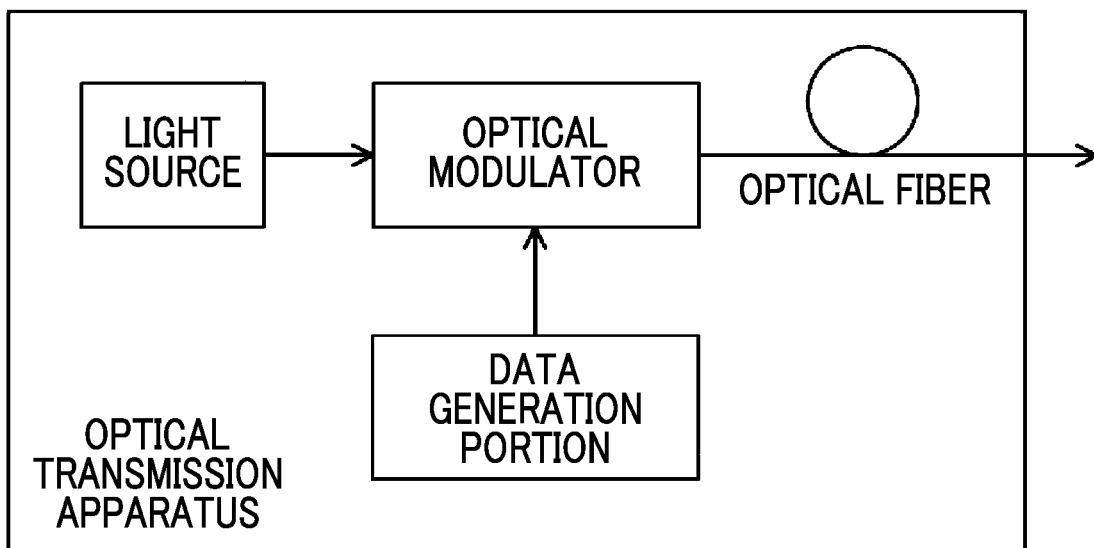 LIGHT
SOURCE
OPTICAL
MODULATOR
OPTICAL FIBER
DATA
GENERATION
PORTION
OPTICAL
TRANSMISSION
APPARATUS